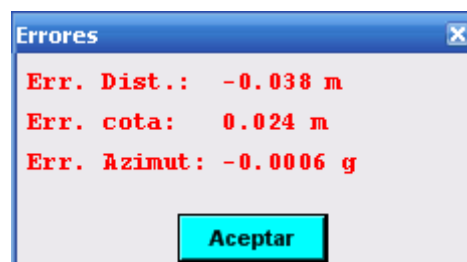 Errores
Err. Dist.: -0.038 m
Err. cota: 0.024 m
Err. Azimut: -0.0006 g
Aceptar